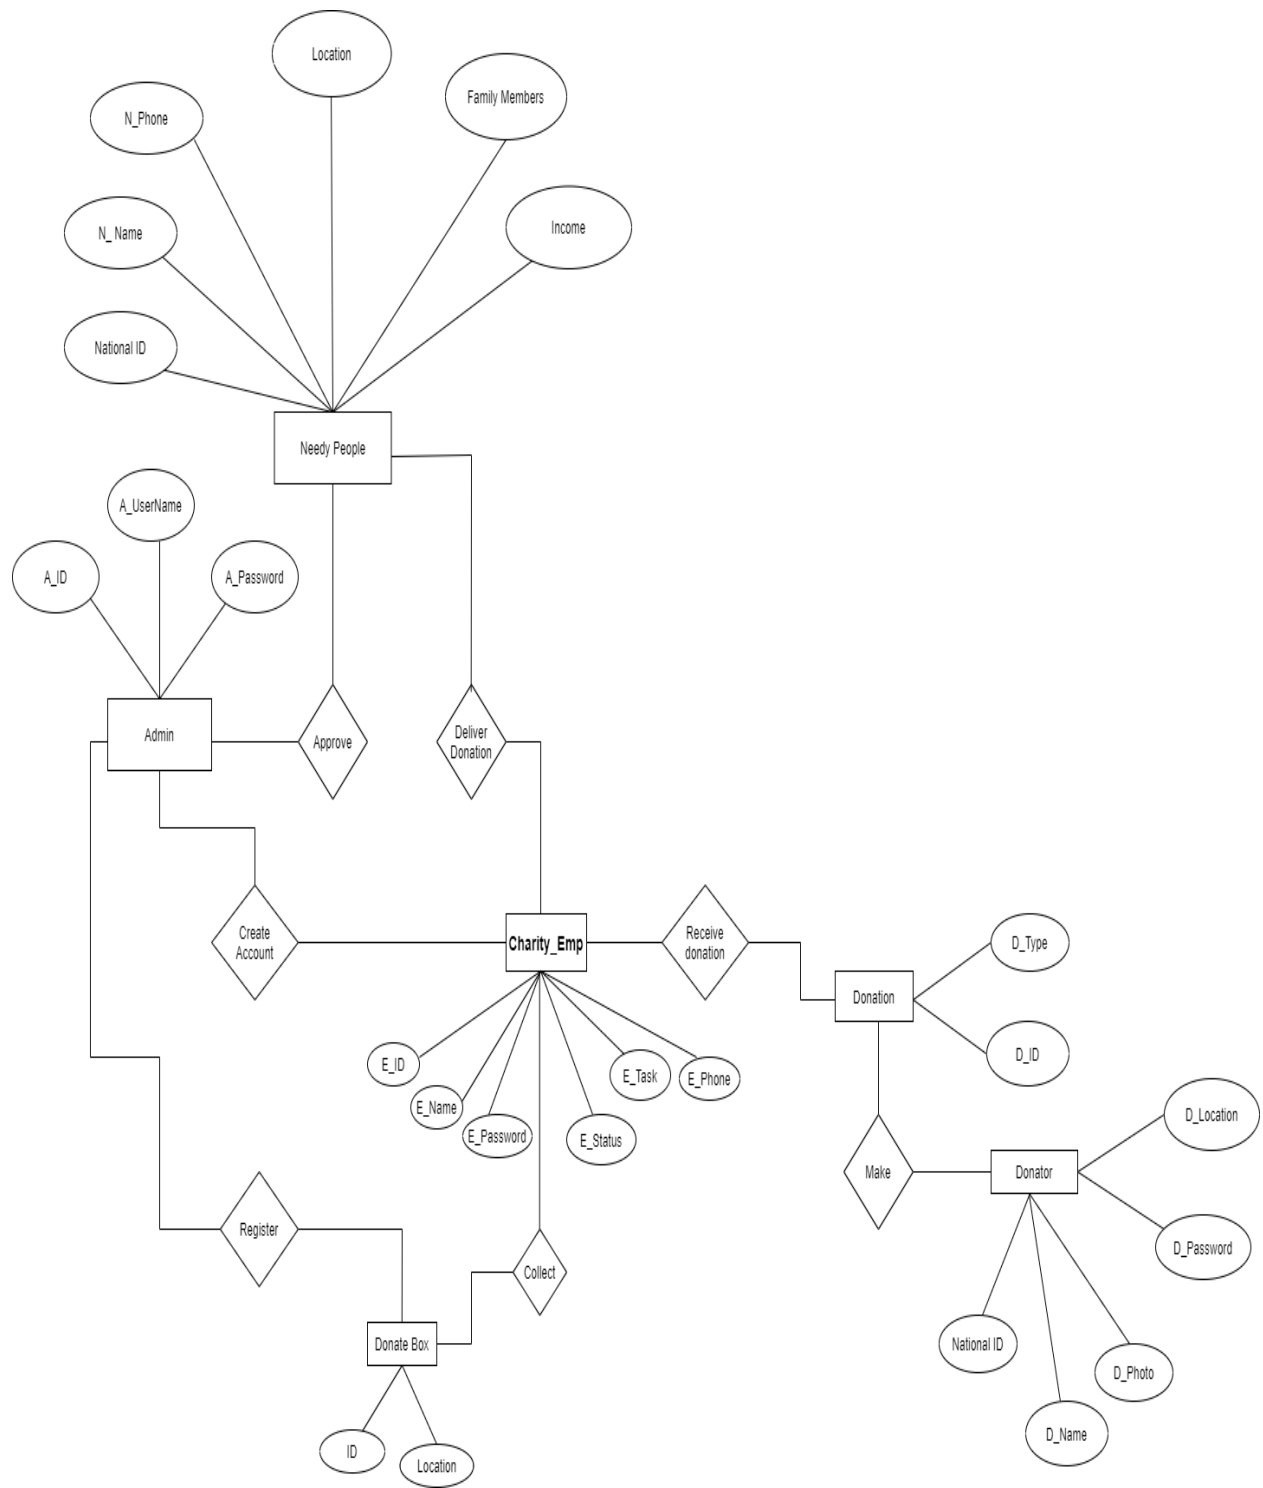 Location
Family Members
N_Phone
Income
N_ Name
National ID
Needy People
A_UserName
A_ID
A_Password
Admin
Approve
Deliver
Donation
Create
Account
Charity_Emp
Receive
donation
D_Type
Donation
D_ID
E_ID
E_Name
E_Password
E_Status
E_Task
E_Phone
D_Location
Make
Donator
D_Password
Register
Collect
Donate Box
National ID
D_Photo
D_Name
ID
Location